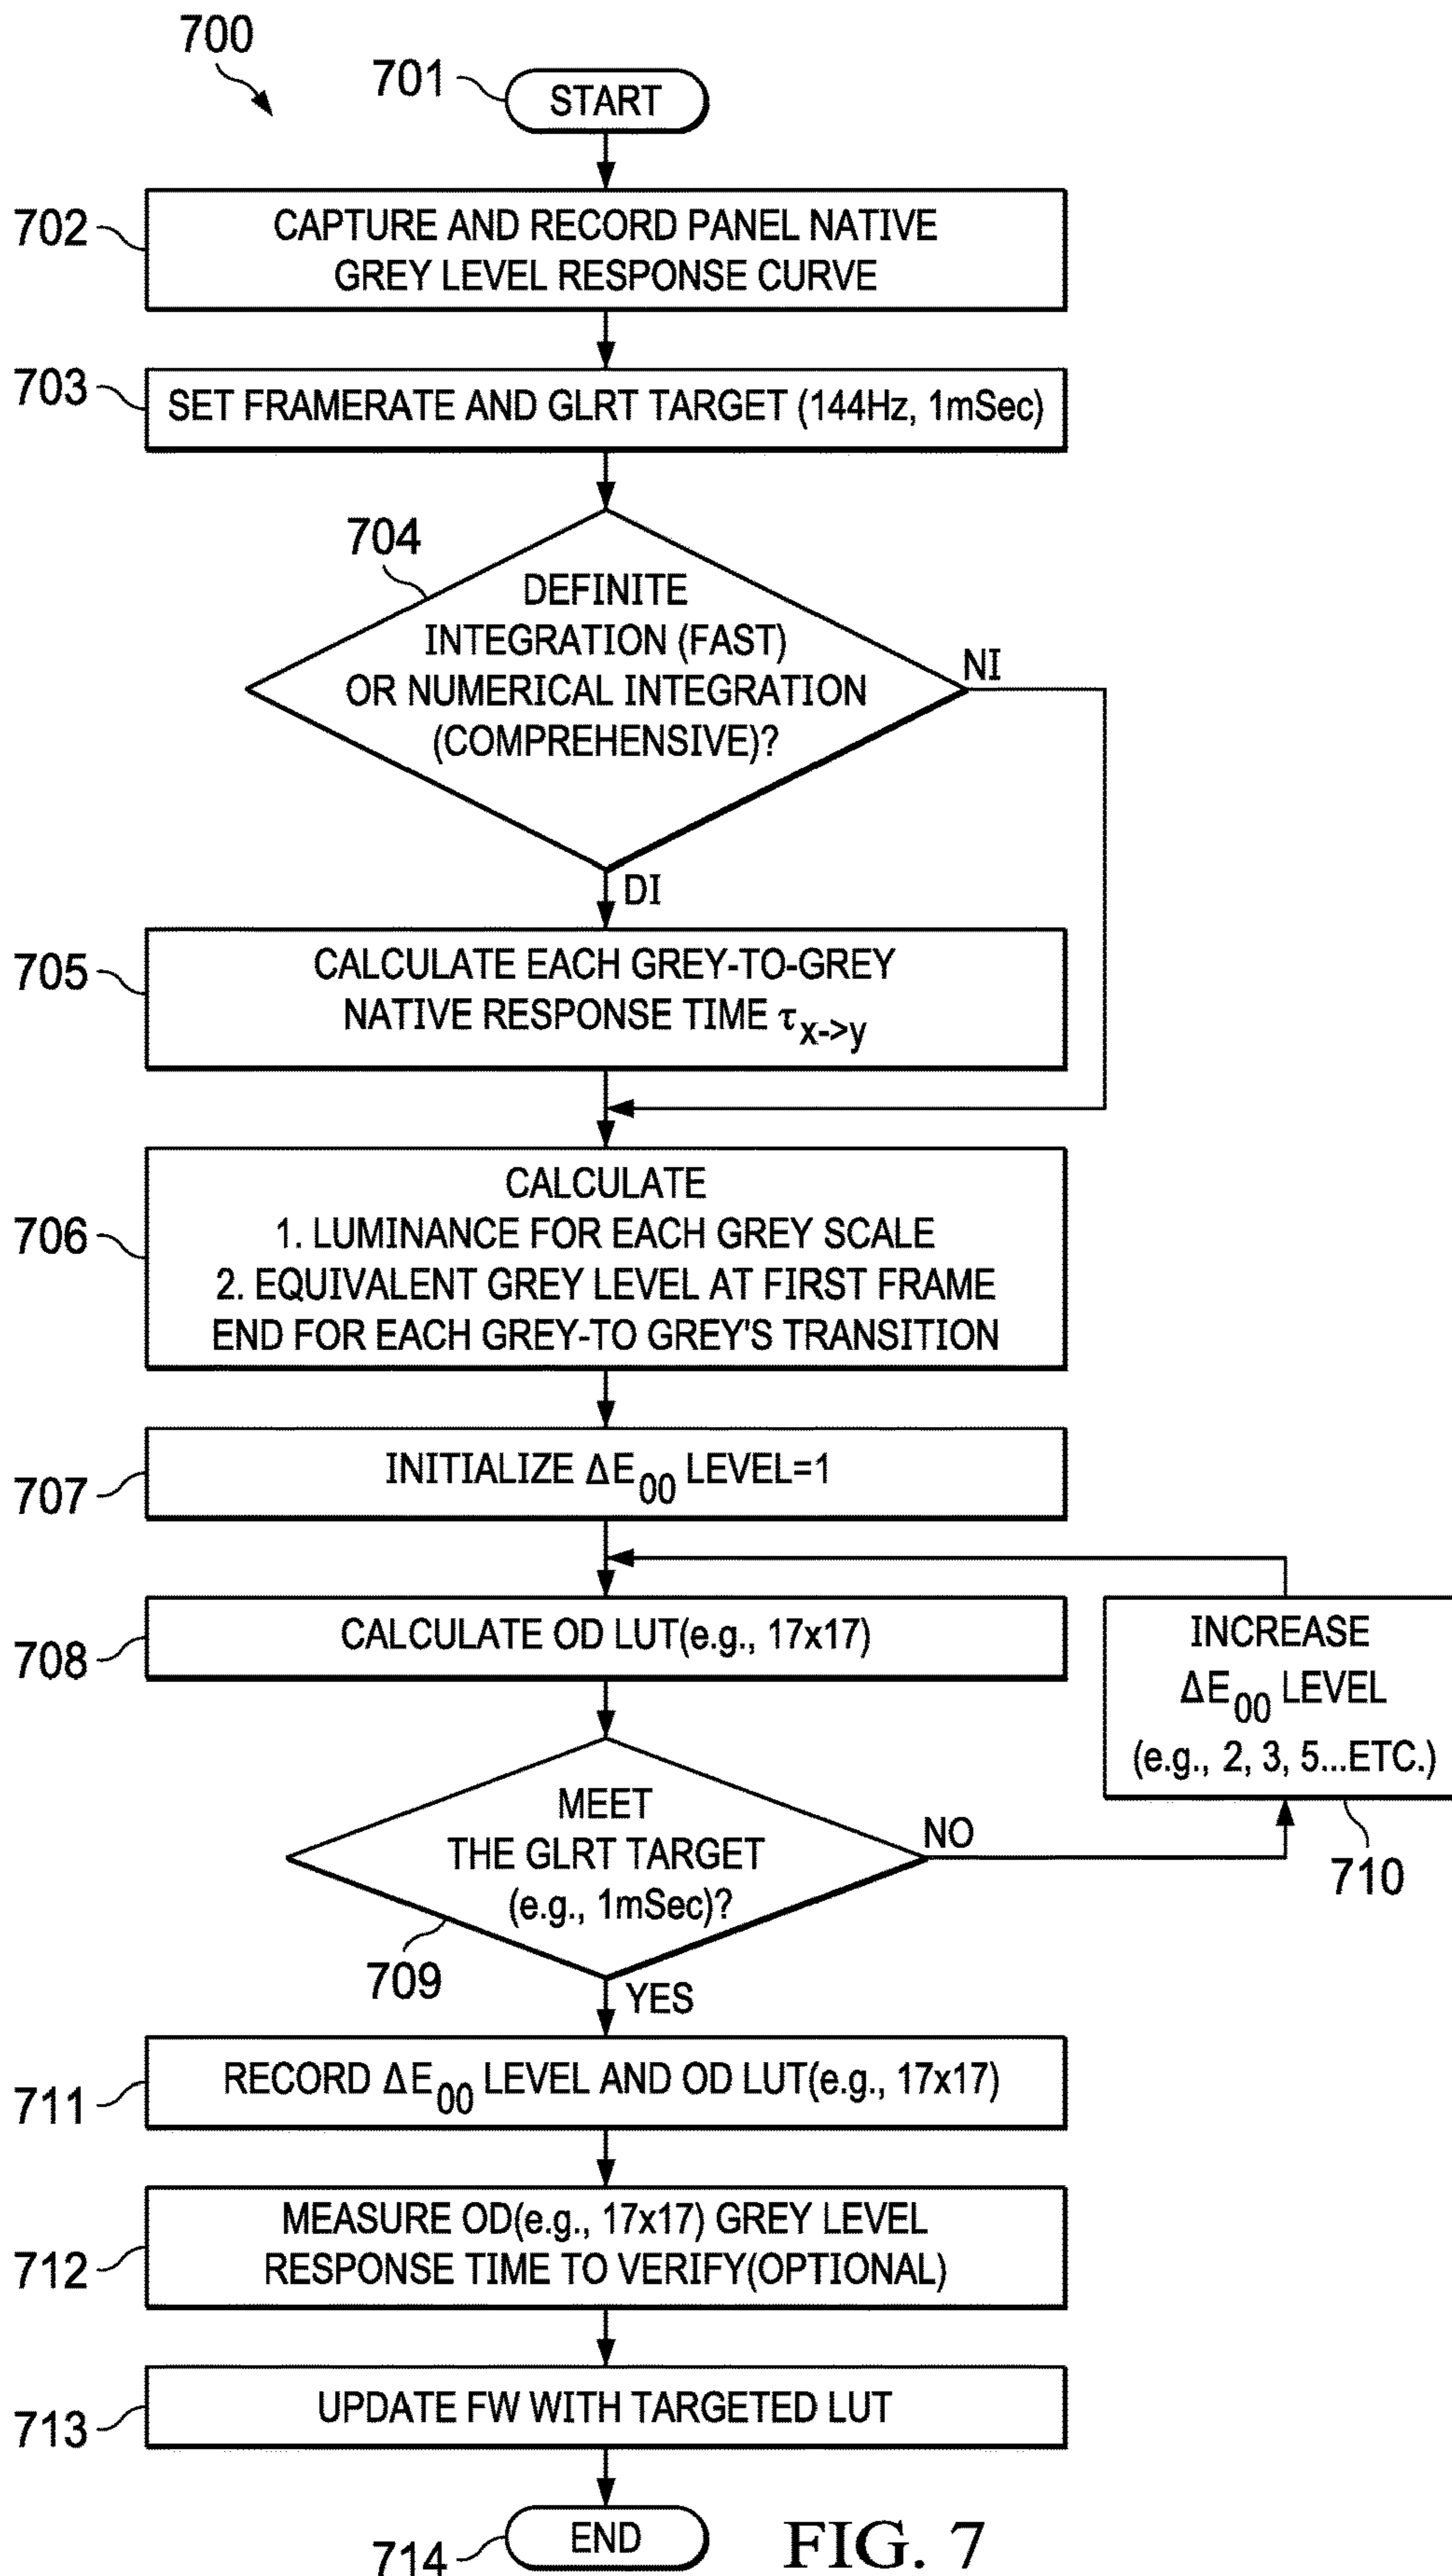 700
701
START
702
CAPTURE AND RECORD PANEL NATIVE
GREY LEVEL RESPONSE CURVE
703
SET FRAMERATE AND GLRT TARGET (144Hz, 1mSec)
704
DEFINITE
INTEGRATION (FAST)
OR NUMERICAL INTEGRATION
(COMPREHENSIVE)?
NI
DI
705
CALCULATE EACH GREY-TO-GREY
NATIVE RESPONSE TIME τx->y
706
CALCULATE
1. LUMINANCE FOR EACH GREY SCALE
2. EQUIVALENT GREY LEVEL AT FIRST FRAME
END FOR EACH GREY-TO GREY'S TRANSITION
707
INITIALIZE ΔE00 LEVEL=1
708
CALCULATE OD LUT(e.g., 17x17)
INCREASE
ΔE00 LEVEL
(e.g., 2, 3, 5...ETC.)
710
MEET
THE GLRT TARGET
(e.g., 1mSec)?
NO
709
YES
711
RECORD ΔE00 LEVEL AND OD LUT(e.g., 17x17)
712
MEASURE OD(e.g., 17x17) GREY LEVEL
RESPONSE TIME TO VERIFY(OPTIONAL)
713
UPDATE FW WITH TARGETED LUT
714
END
FIG. 7